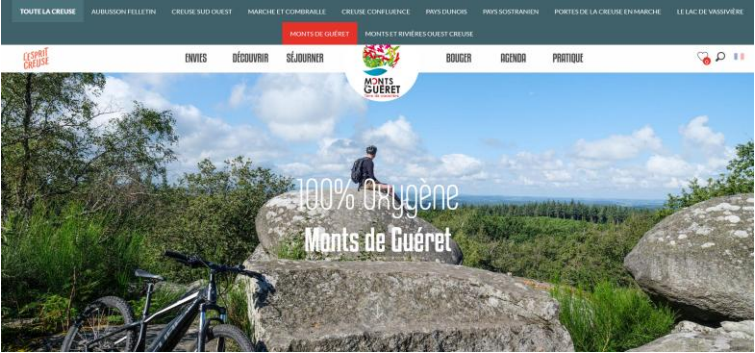 TOUTE LA CREUSE AUBUSSON FELLETIN CREUSE SUD OUEST MARCHE ET COMBRAILLE CREUSE CONFLUENCE PAYS DUNOIS PAYS SOSTRANIEN PORTES DE LA CREUSE EN MARCHE LE LAC DE VASSIVIÈRE
MONTS DE GUÉRET MONTS ET RIVIÈRES OUEST CREUSE
L'ESPRIT
CREUSE
ENVIES DÉCOUVRIR SÉJOURNER BOUGER AGENDA PRATIQUE
MONTS
GUERET
100% Oxygène
Monts de Guéret